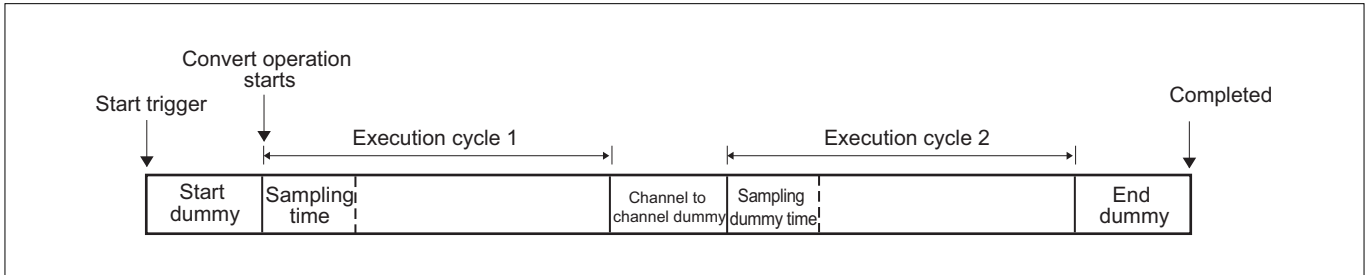 Convert operation
starts
Start trigger
Completed
Execution cycle 1
Execution cycle 2
Start
dummy
Sampling
time
Channel to
channel dummy
Sampling
dummy time
End
dummy